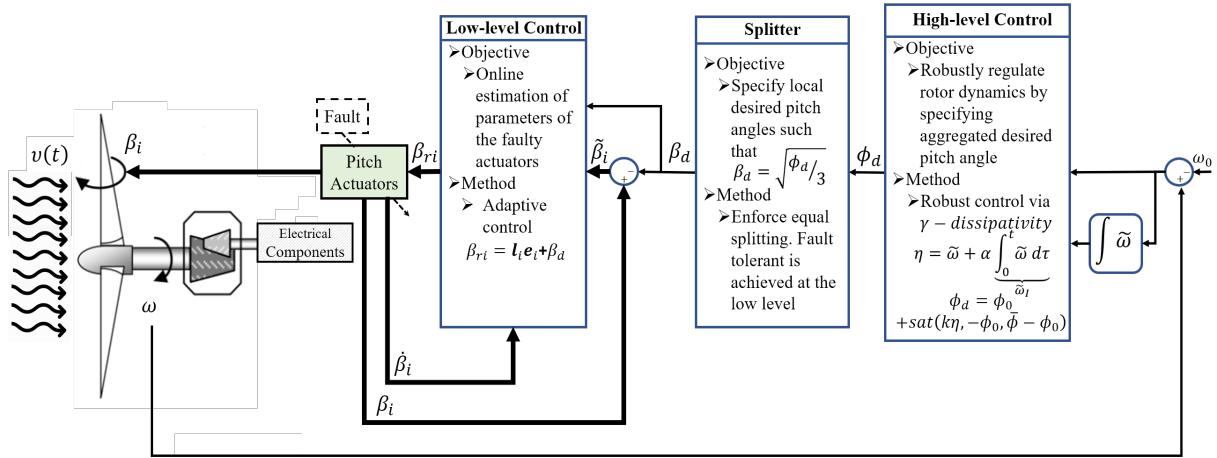 υ(t)
β_i
ω
Electrical
Components
Fault
Pitch
Actuators
β_ri
β̇_i
β_i
Low-level Control
➢Objective
➢Online
estimation of
parameters of
the faulty
actuators
➢Method
➢ Adaptive
control
β_ri = l_i e_i+β_d
β̃_i
+
−
β_d
Splitter
➢Objective
➢Specify local
desired pitch
angles such
that
β_d = √(ϕ_d/3)
➢Method
➢Enforce equal
splitting. Fault
tolerant is
achieved at the
low level
ϕ_d
High-level Control
➢Objective
➢Robustly regulate
rotor dynamics by
specifying
aggregated desired
pitch angle
➢Method
➢Robust control via
γ − dissipativity
η = ω̃ + α ∫_0^t ω̃ dτ
ω̃_I
ϕ_d = ϕ_0
+sat(kη, −ϕ_0, ϕ̄ − ϕ_0)
∫ ω̃
+
−
ω_0